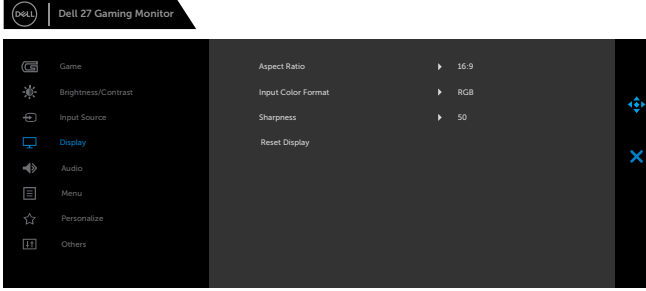 DELL
Dell 27 Gaming Monitor
Game
Aspect Ratio 16:9
Brightness/Contrast
Input Color Format RGB
Input Source
Sharpness 50
Display
Reset Display
Audio
Menu
Personalize
Others